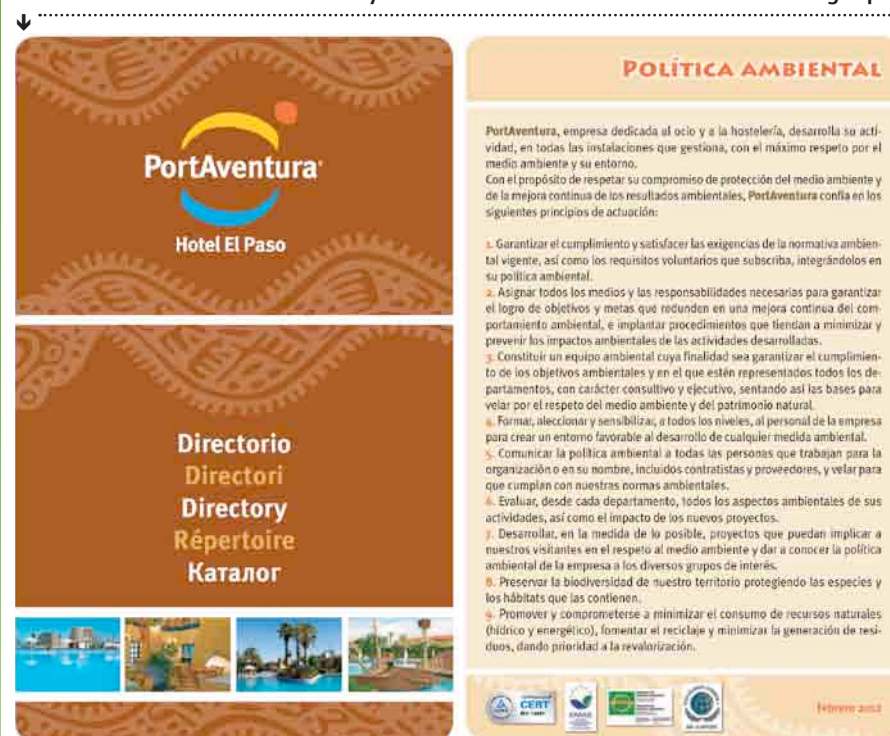 PortAventura
Hotel El Paso
Directorio
Directori
Directory
Répertoire
Каталог
POLÍTICA AMBIENTAL
PortAventura, empresa dedicada al ocio y a la hostelería, desarrolla su acti-
vidad, en todas las instalaciones que gestiona, con el máximo respeto por el
medio ambiente y su entorno.
Con el propósito de respetar su compromiso de protección del medio ambiente y
de la mejora continua de los resultados ambientales, PortAventura confía en los
siguientes principios de actuación:
1. Garantizar el cumplimiento y satisfacer las exigencias de la normativa ambien-
tal vigente, así como los requisitos voluntarios que subscriba, integrándolos en
su política ambiental.
2. Asignar todos los medios y las responsabilidades necesarias para garantizar
el logro de objetivos y metas que redunden en una mejora continua del com-
portamiento ambiental, e implantar procedimientos que tiendan a minimizar y
prevenir los impactos ambientales de las actividades desarrolladas.
3. Constituir un equipo ambiental cuya finalidad sea garantizar el cumplimien-
to de los objetivos ambientales y en el que estén representados todos los de-
partamentos, con carácter consultivo y ejecutivo, sentando así las bases para
velar por el respeto del medio ambiente y del patrimonio natural.
4. Formar, aleccionar y sensibilizar, a todos los niveles, al personal de la empresa
para crear un entorno favorable al desarrollo de cualquier medida ambiental.
5. Comunicar la política ambiental a todas las personas que trabajan para la
organización o en su nombre, incluidos contratistas y proveedores, y velar para
que cumplan con nuestras normas ambientales.
6. Evaluar, desde cada departamento, todos los aspectos ambientales de sus
actividades, así como el impacto de los nuevos proyectos.
7. Desarrollar, en la medida de lo posible, proyectos que puedan implicar a
nuestros visitantes en el respeto al medio ambiente y dar a conocer la política
ambiental de la empresa a los diversos grupos de interés.
8. Preservar la biodiversidad de nuestro territorio protegiendo las especies y
los hábitats que las contienen.
9. Promover y comprometerse a minimizar el consumo de recursos naturales
(hídrico y energético), fomentar el reciclaje y minimizar la generación de resi-
duos, dando prioridad a la revalorización.
CERT
EMAS
Febrero 2012